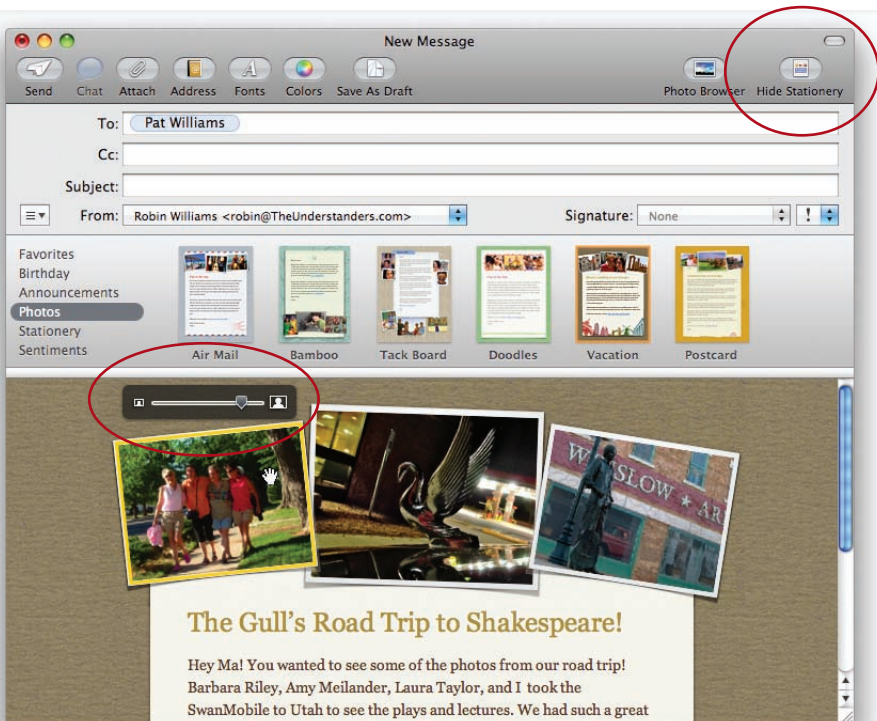 New Message
Send Chat Attach Address Fonts Colors Save As Draft Photo Browser Hide Stationery
To: Pat Williams
Cc:
Subject:
From: Robin Williams <robin@TheUnderstanders.com> Signature: None !
Favorites
Birthday
Announcements
Photos
Stationery
Sentiments
Air Mail Bamboo Tack Board Doodles Vacation Postcard
WINSLOW * AR
The Gull's Road Trip to Shakespeare!
Hey Ma! You wanted to see some of the photos from our road trip!
Barbara Riley, Amy Meilander, Laura Taylor, and I took the
SwanMobile to Utah to see the plays and lectures. We had such a great